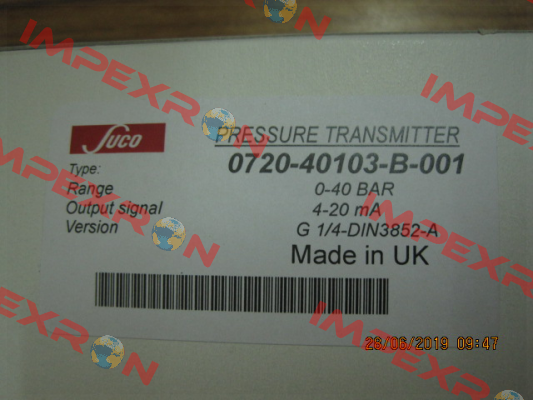 SUCO
PRESSURE TRANSMITTER
Type: 0720-40103-B-001
Range 0-40 BAR
Output signal 4-20 mA
Version G 1/4-DIN3852-A
Made in UK
26/06/2019 09:47
IMPEXRON
IMPEXRON
IMPEXRON
IMPEXRON
IMPEXRON